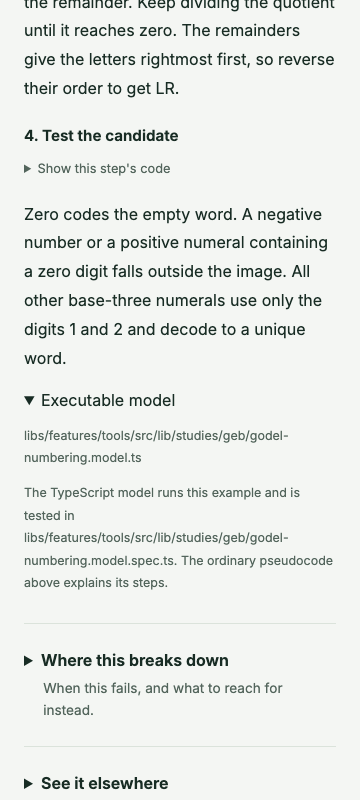 the remainder. Keep dividing the quotient
until it reaches zero. The remainders
give the letters rightmost first, so reverse
their order to get LR.
4. Test the candidate
Show this step's code
Zero codes the empty word. A negative
number or a positive numeral containing
a zero digit falls outside the image. All
other base-three numerals use only the
digits 1 and 2 and decode to a unique
word.
Executable model
libs/features/tools/src/lib/studies/geb/godel-
numbering.model.ts
The TypeScript model runs this example and is
tested in
libs/features/tools/src/lib/studies/geb/godel-
numbering.model.spec.ts. The ordinary pseudocode
above explains its steps.
Where this breaks down
When this fails, and what to reach for
instead.
See it elsewhere